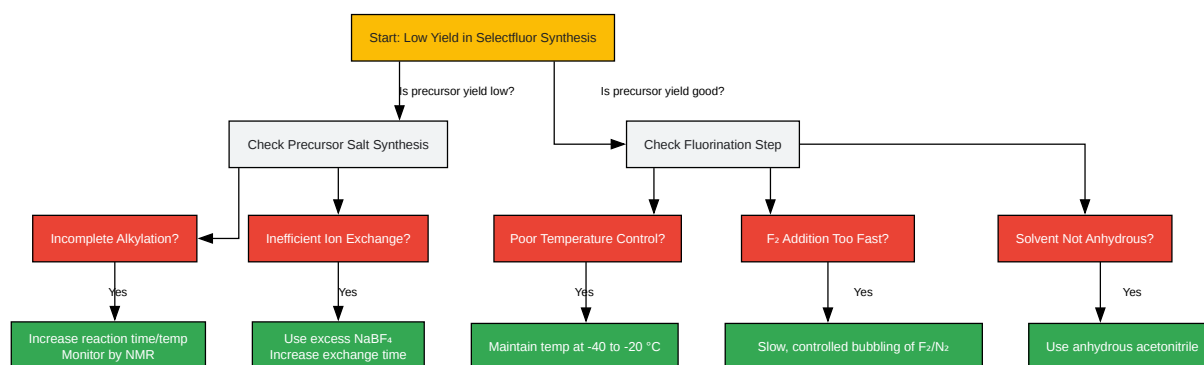 Start: Low Yield in Selectfluor Synthesis
Is precursor yield low?
Is precursor yield good?
Check Precursor Salt Synthesis
Check Fluorination Step
Incomplete Alkylation?
Inefficient Ion Exchange?
Poor Temperature Control?
F₂ Addition Too Fast?
Solvent Not Anhydrous?
Yes
Yes
Yes
Yes
Yes
Increase reaction time/temp
Monitor by NMR
Use excess NaBF₄
Increase exchange time
Maintain temp at -40 to -20 °C
Slow, controlled bubbling of F₂/N₂
Use anhydrous acetonitrile